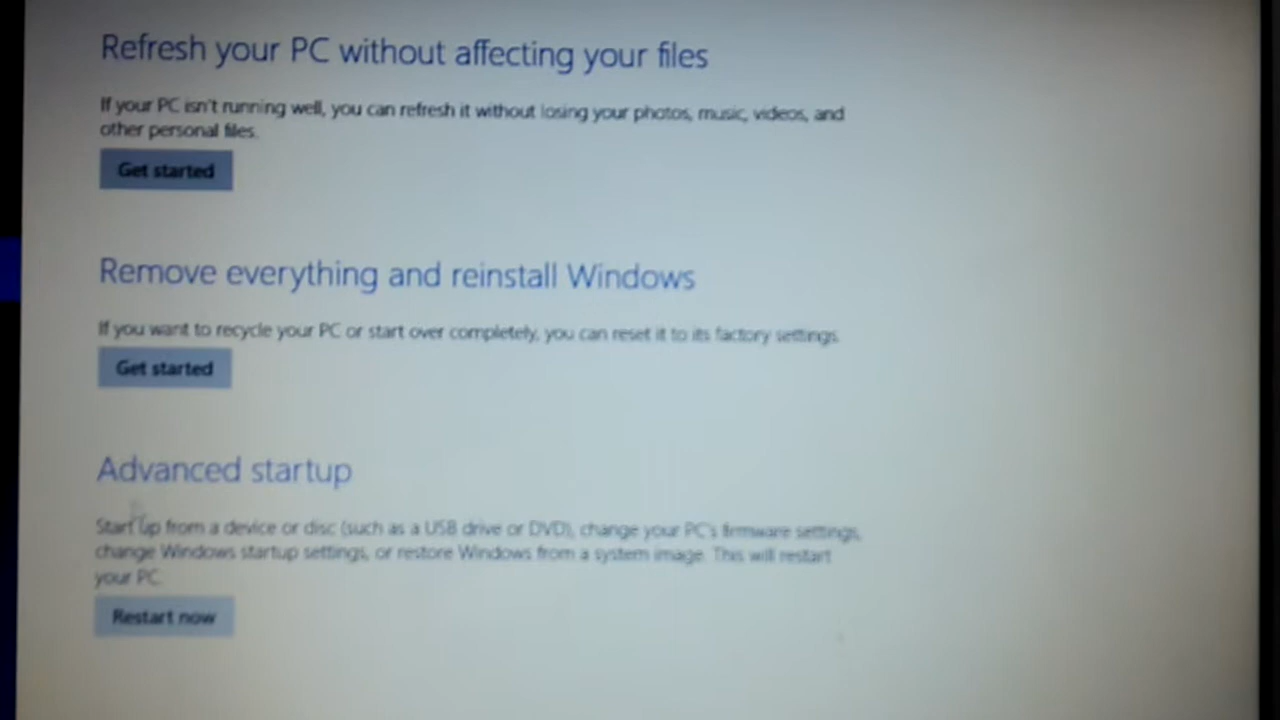 Refresh your PC without affecting your files
If your PC isn't running well, you can refresh it without losing your photos, music, videos, and
other personal files.
Get started
Remove everything and reinstall Windows
If you want to recycle your PC or start over completely, you can reset it to its factory settings.
Get started
Advanced startup
Start up from a device or disc (such as a USB drive or DVD), change your PC's firmware settings,
change Windows startup settings, or restore Windows from a system image. This will restart
your PC.
Restart now